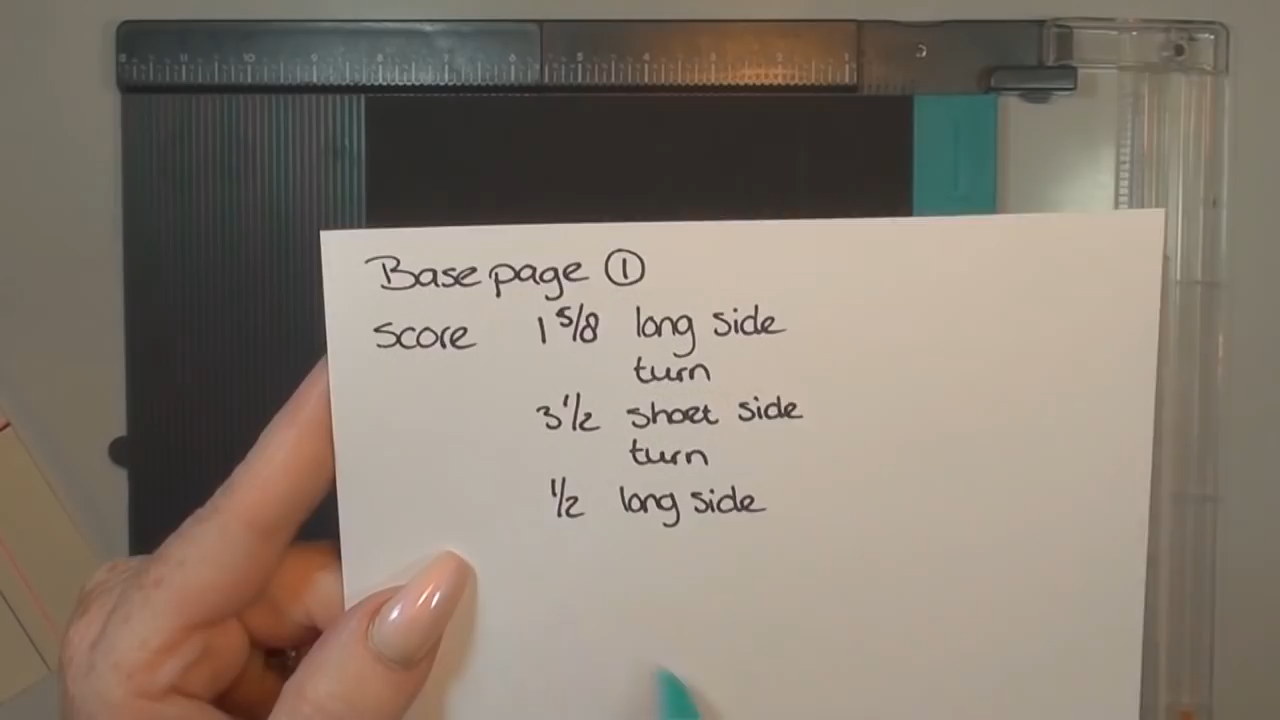 Base page ①
score 1 5/8 long side
turn
3 1/2 short side
turn
1/2 long side